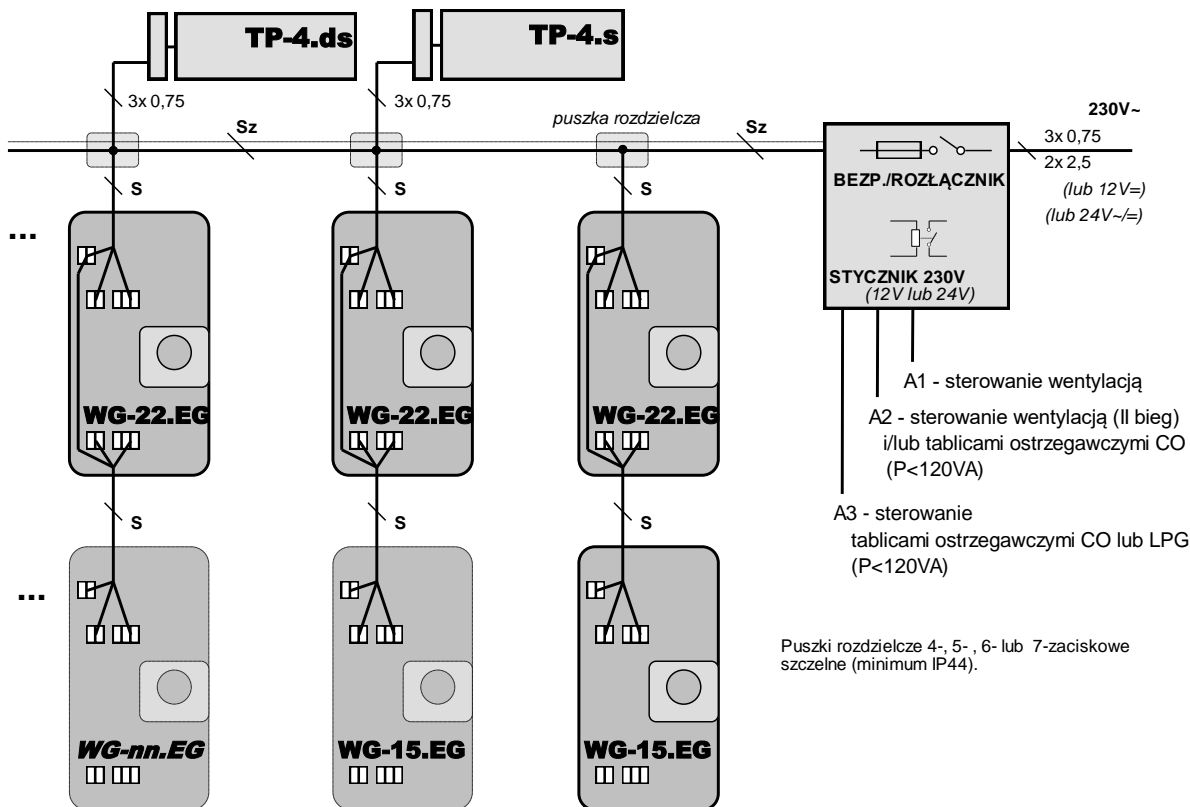 TP-4.ds
TP-4.s
3x 0,75
3x 0,75
230V~
Sz
puszka rozdzielcza
Sz
3x 0,75
2x 2,5
(lub 12V=)
(lub 24V~/=)
BEZP./ROZŁĄCZNIK
S
S
S
...
STYCZNIK 230V
(12V lub 24V)
A1 - sterowanie wentylacją
WG-22.EG
WG-22.EG
WG-22.EG
A2 - sterowanie wentylacją (II bieg)
i/lub tablicami ostrzegawczymi CO
(P<120VA)
S
S
S
A3 - sterowanie
tablicami ostrzegawczymi CO lub LPG
(P<120VA)
...
Puszki rozdzielcze 4-, 5- , 6- lub 7-zaciskowe
szczelne (minimum IP44).
WG-nn.EG
WG-15.EG
WG-15.EG